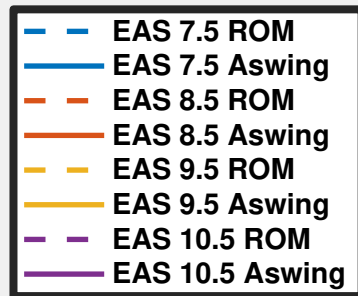 EAS 7.5 ROM
EAS 7.5 Aswing
EAS 8.5 ROM
EAS 8.5 Aswing
EAS 9.5 ROM
EAS 9.5 Aswing
EAS 10.5 ROM
EAS 10.5 Aswing